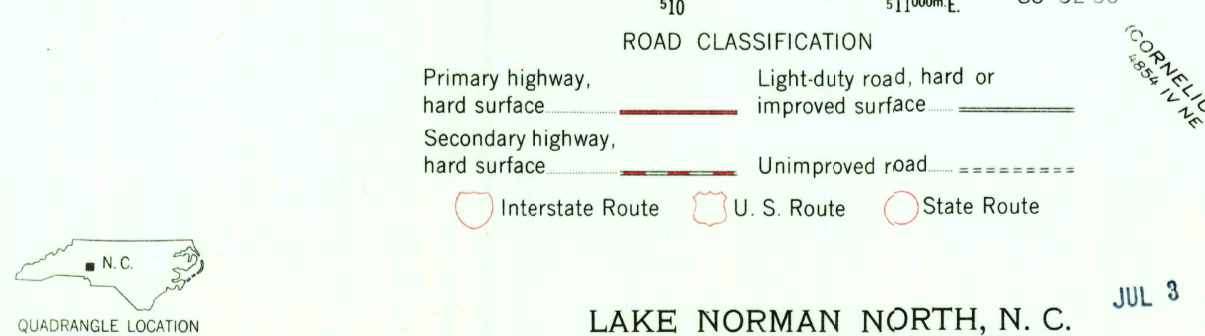 510
511000m.E.
ROAD CLASSIFICATION
Primary highway,
hard surface
Light-duty road, hard or
improved surface
Secondary highway,
hard surface
Unimproved road
Interstate Route
U. S. Route
State Route
(CORNELIU
4854 IV NE
N. C.
QUADRANGLE LOCATION
LAKE NORMAN NORTH, N. C.
JUL 3